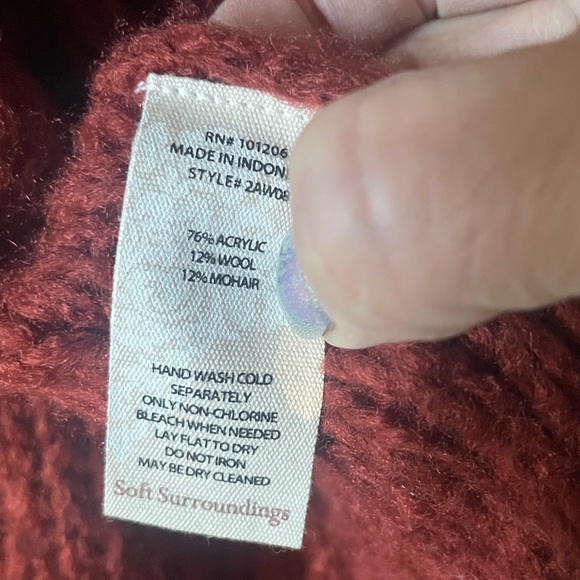 RN# 101206
MADE IN INDON
STYLE# 2AW08
76% ACRYLIC
12% WOOL
12% MOHAIR
HAND WASH COLD
SEPARATELY
ONLY NON-CHLORINE
BLEACH WHEN NEEDED
LAY FLAT TO DRY
DO NOT IRON
MAY BE DRY CLEANED
Soft Surroundings